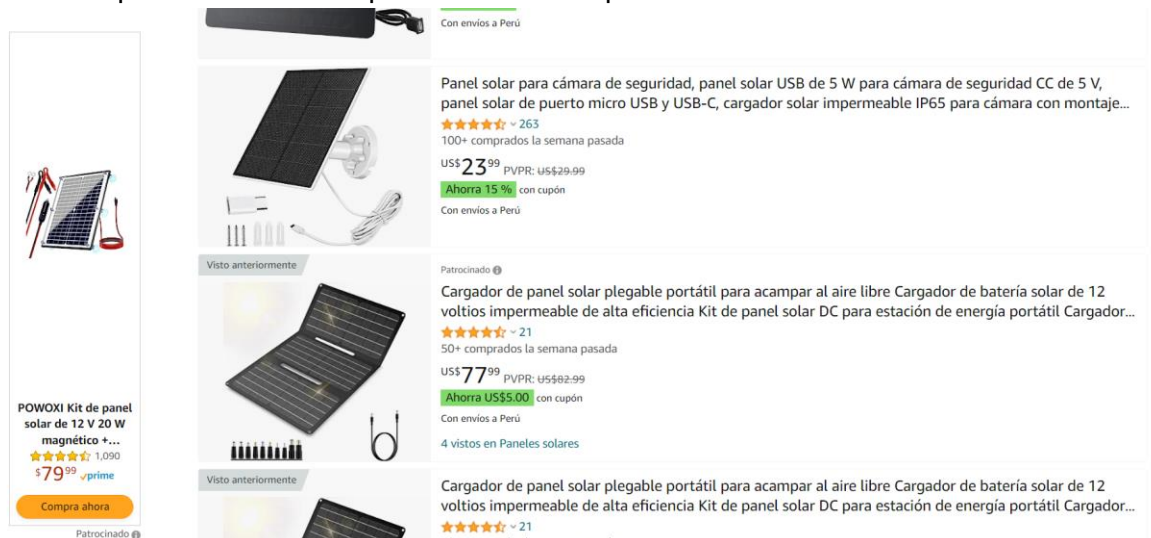 Con envíos a Perú
Panel solar para cámara de seguridad, panel solar USB de 5 W para cámara de seguridad CC de 5 V,
panel solar de puerto micro USB y USB-C, cargador solar impermeable IP65 para cámara con montaje...
263
100+ comprados la semana pasada
US$23⁹⁹ PVPR: US$29.99
Ahorra 15 % con cupón
Con envíos a Perú
Visto anteriormente
Patrocinado
Cargador de panel solar plegable portátil para acampar al aire libre Cargador de batería solar de 12
voltios impermeable de alta eficiencia Kit de panel solar DC para estación de energía portátil Cargador...
21
50+ comprados la semana pasada
US$77⁹⁹ PVPR: US$82.99
Ahorra US$5.00 con cupón
Con envíos a Perú
4 vistos en Paneles solares
Visto anteriormente
Cargador de panel solar plegable portátil para acampar al aire libre Cargador de batería solar de 12
voltios impermeable de alta eficiencia Kit de panel solar DC para estación de energía portátil Cargador...
21
POWOXI Kit de panel
solar de 12 V 20 W
magnético +...
1,090
$79⁹⁹ prime
Compra ahora
Patrocinado